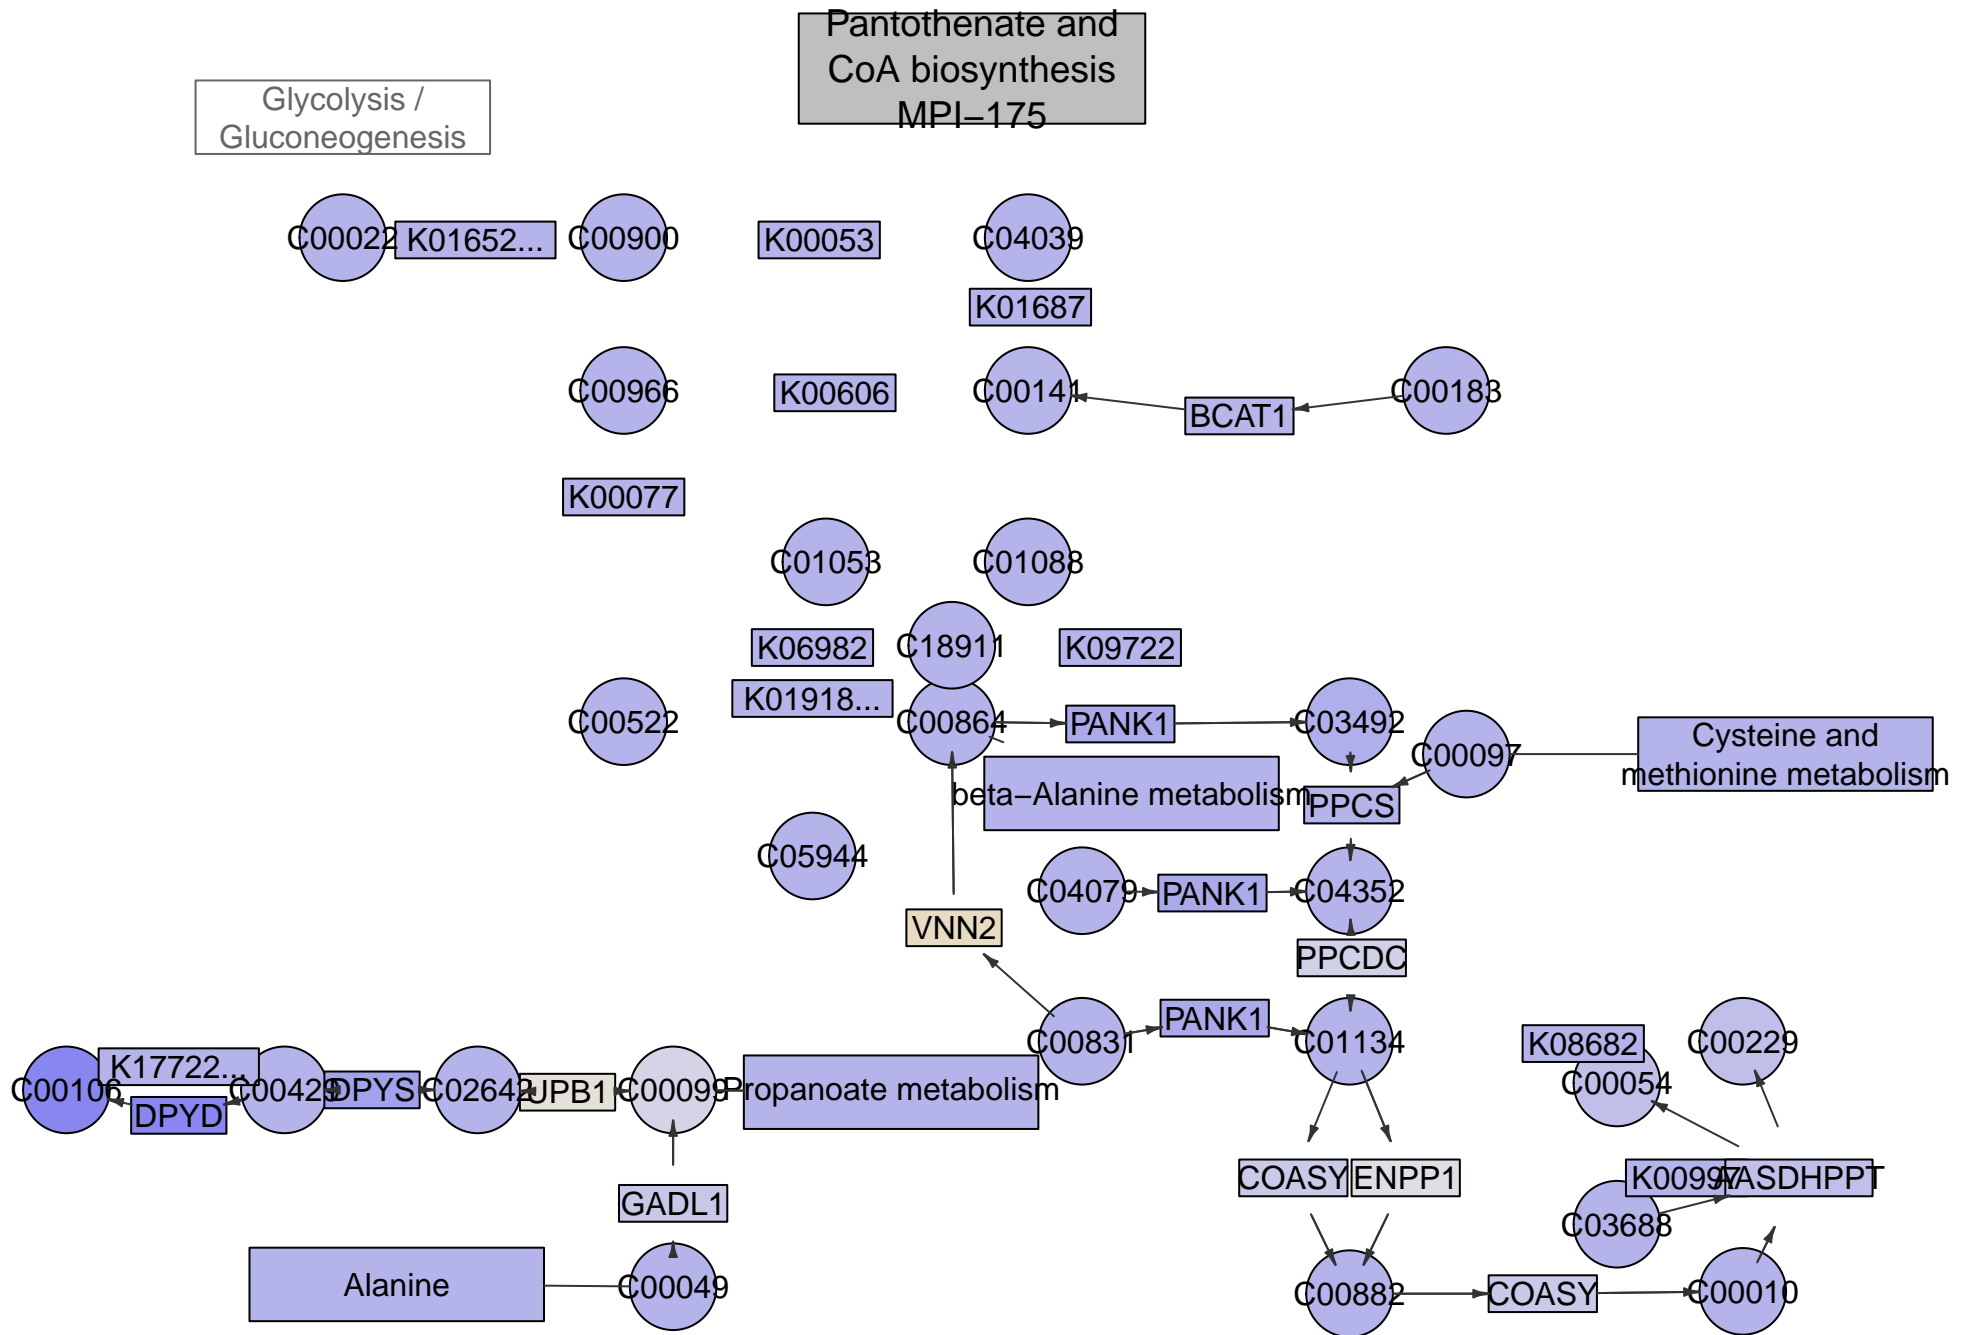 Pantothenate and
CoA biosynthesis
MPI−175
Glycolysis /
Gluconeogenesis
C00022
K01652...
C00900
K00053
C04039
K01687
C00966
K00606
C00141
BCAT1
C00183
K00077
C01053
C01088
K06982
C18911
K09722
K01918...
C00522
C00864
PANK1
C03492
C00097
Cysteine and
methionine metabolism
beta−Alanine metabolism
PPCS
C05944
C04079
PANK1
C04352
VNN2
PPCDC
C00831
PANK1
C01134
K08682
C00054
C00229
C00106
K17722...
DPYD
C00429
DPYS
C02642
UPB1
C00099
Propanoate metabolism
COASY
ENPP1
K00997
AASDHPPT
GADL1
C03688
Alanine
C00049
C00882
COASY
C00010